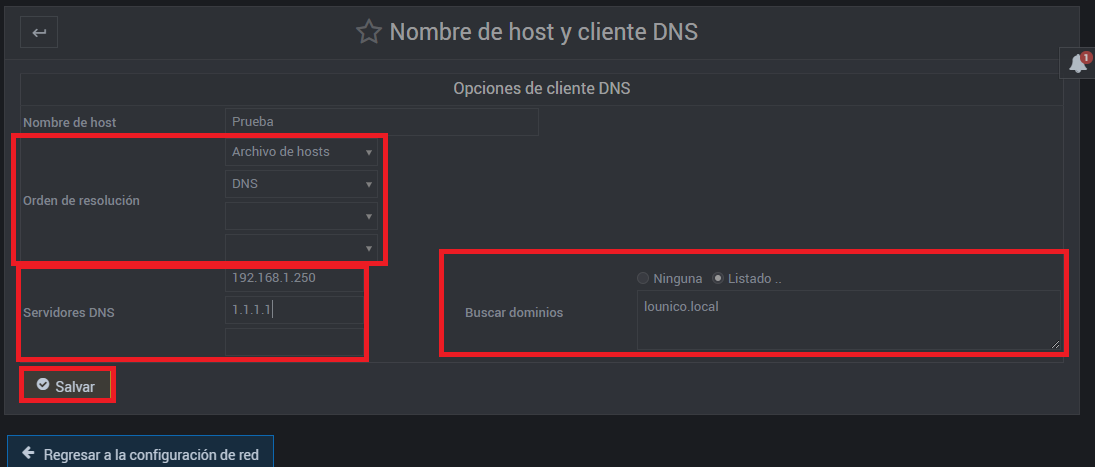 Nombre de host y cliente DNS
1
Opciones de cliente DNS
Nombre de host
Prueba
Archivo de hosts
DNS
Orden de resolución
192.168.1.250
1.1.1.1
Servidores DNS
Ninguna
Listado ..
Buscar dominios
lounico.local
Salvar
Regresar a la configuración de red